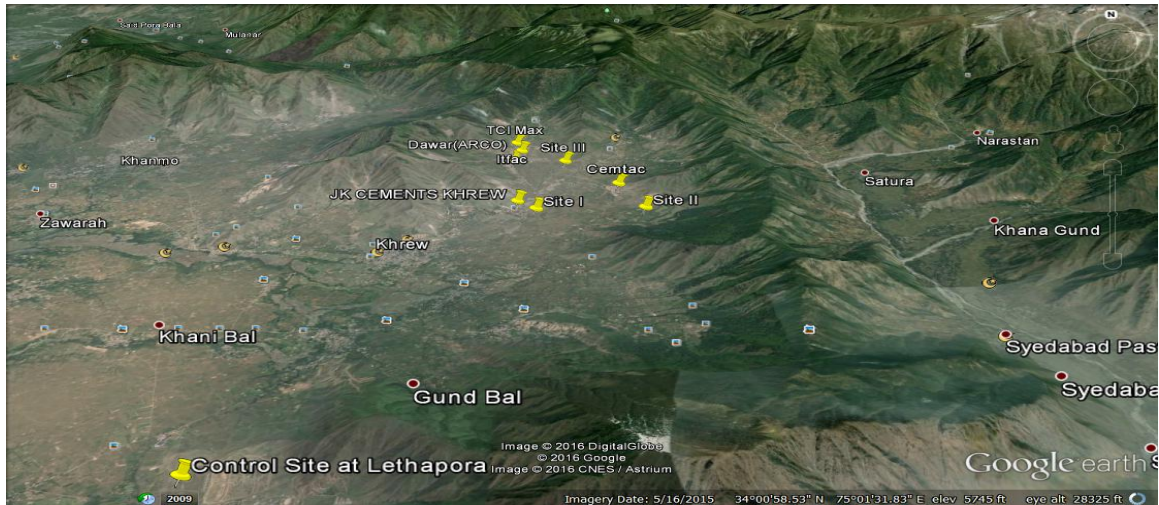 Said Pora Bala
Mulanar
N
TCI Max
Dawar(ARCO)
Site III
Itfac
Khanmo
Cemtac
Narastan
Satura
JK CEMENTS KHREW
Site I
Site II
Zawarah
Khana Gund
Khrew
Khani Bal
Syedabad Pas
Syedaba
Gund Bal
Image © 2016 DigitalGlobe
© 2016 Google
Image © 2016 CNES / Astrium
Control Site at Lethapora
Google earth
S
2009
Imagery Date: 5/16/2015 34°00'58.53" N 75°01'31.83" E elev 5745 ft eye alt 28325 ft